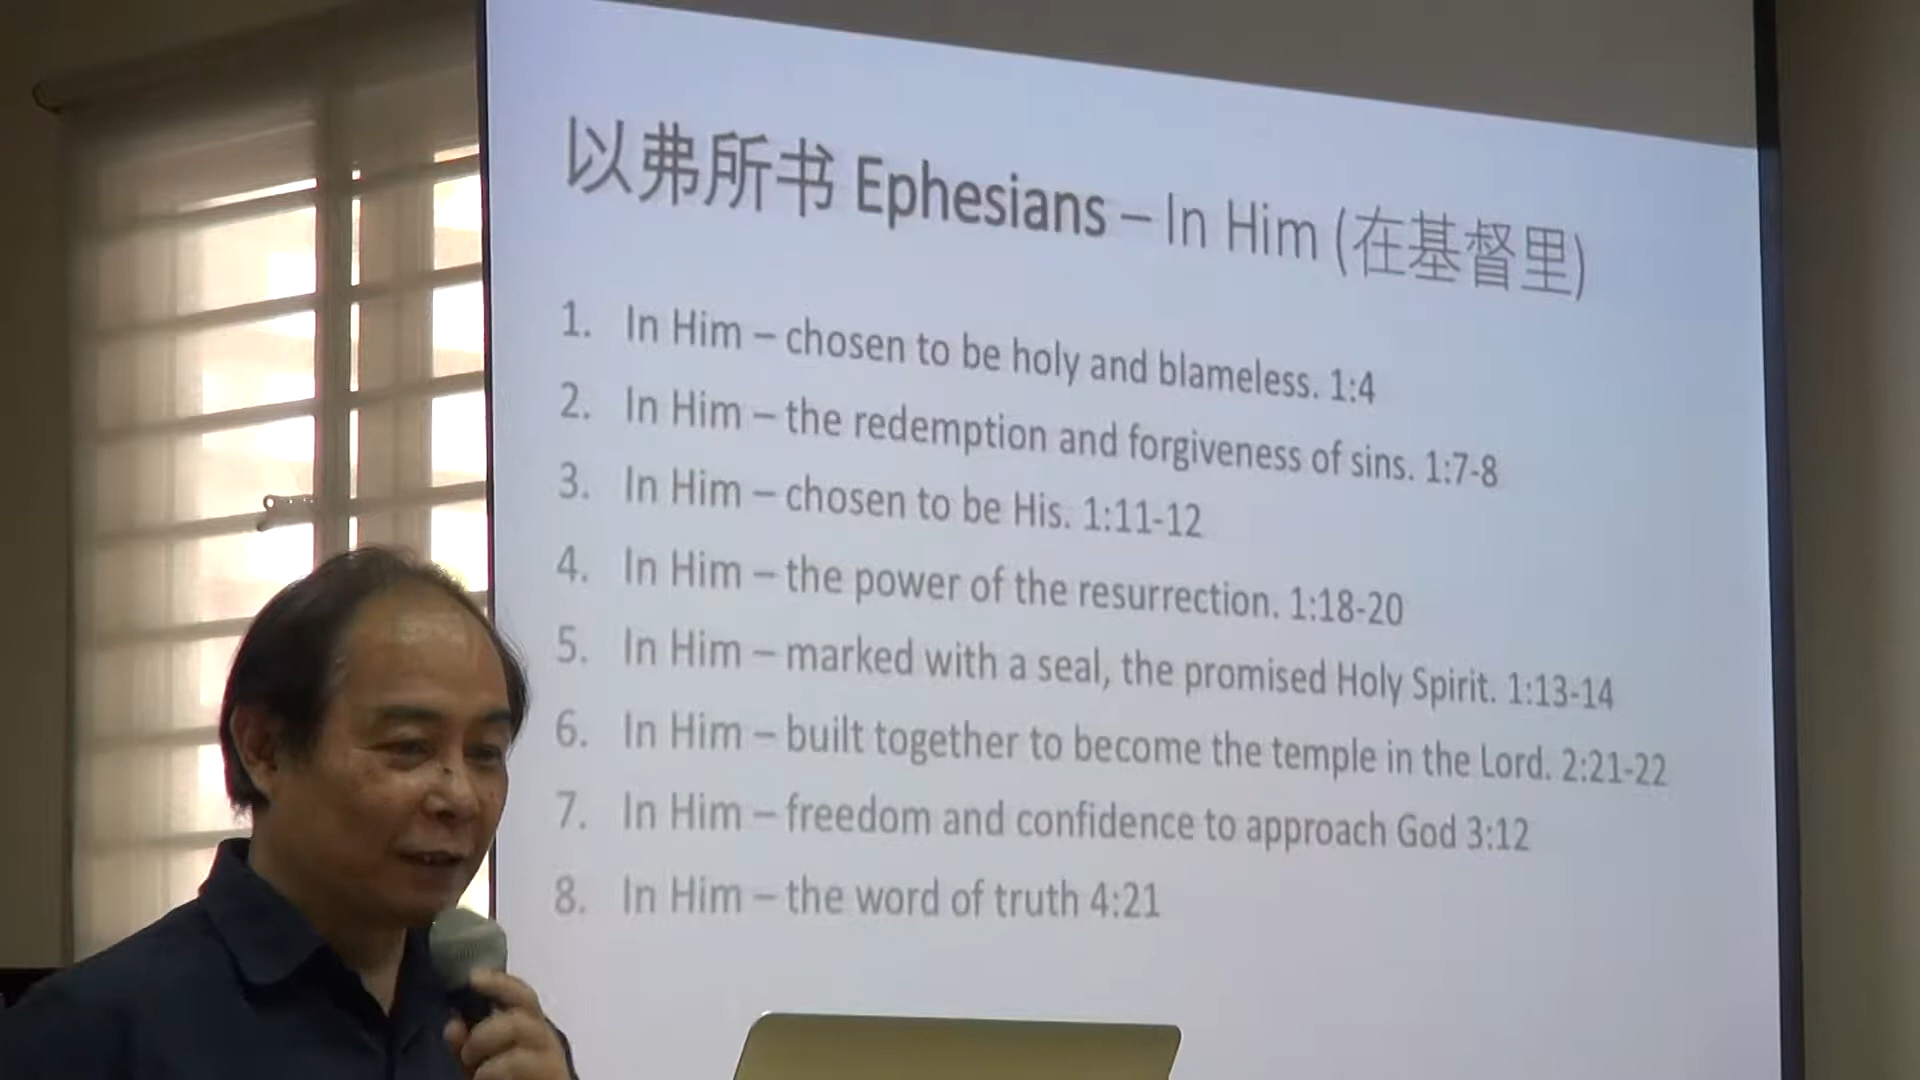 以弗所书 Ephesians – In Him (在基督里)
1. In Him – chosen to be holy and blameless. 1:4
2. In Him – the redemption and forgiveness of sins. 1:7-8
3. In Him – chosen to be His. 1:11-12
4. In Him – the power of the resurrection. 1:18-20
5. In Him – marked with a seal, the promised Holy Spirit. 1:13-14
6. In Him – built together to become the temple in the Lord. 2:21-22
7. In Him – freedom and confidence to approach God 3:12
8. In Him – the word of truth 4:21